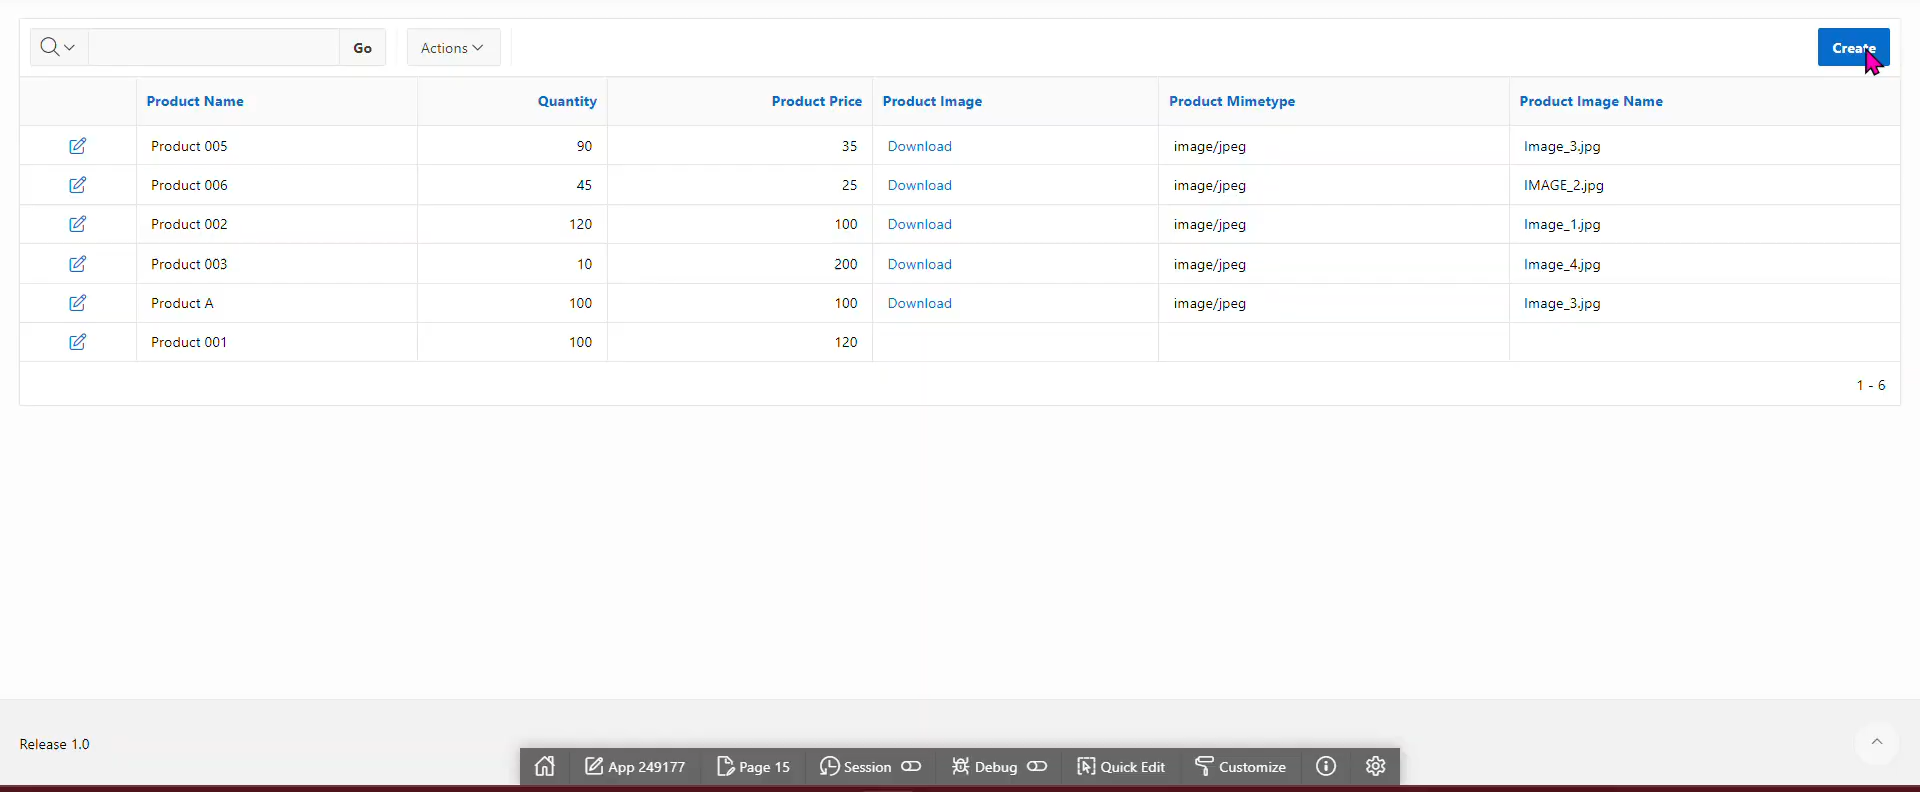 Go Actions Create
Product Name Quantity Product Price Product Image Product Mimetype Product Image Name
Product 005 90 35 Download image/jpeg Image_3.jpg
Product 006 45 25 Download image/jpeg IMAGE_2.jpg
Product 002 120 100 Download image/jpeg Image_1.jpg
Product 003 10 200 Download image/jpeg Image_4.jpg
Product A 100 100 Download image/jpeg Image_3.jpg
Product 001 100 120
1 - 6
Release 1.0
App 249177 Page 15 Session Debug Quick Edit Customize